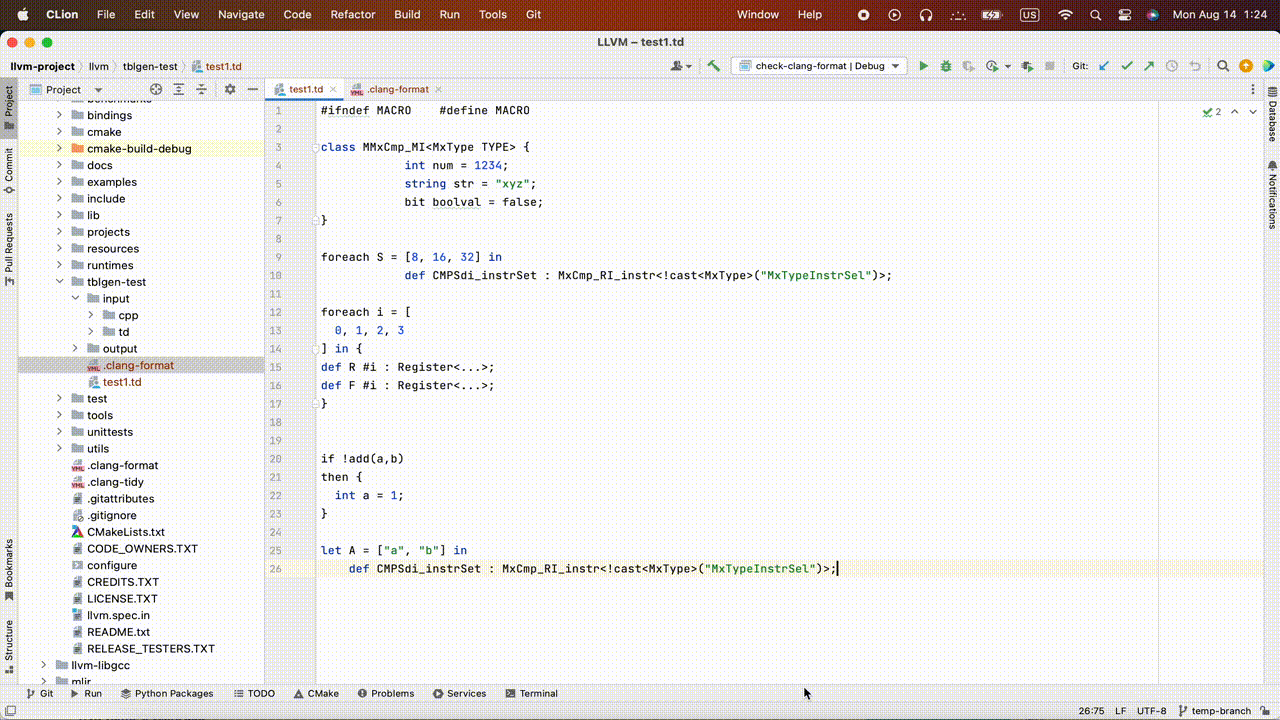 CLion File Edit View Navigate Code Refactor Build Run Tools Git Window Help US Mon Aug 14 1:24
LLVM – test1.td
llvm-project llvm tblgen-test test1.td check-clang-format | Debug Git:
Project test1.td .clang-format
bindings
cmake
cmake-build-debug
docs
examples
include
lib
projects
resources
runtimes
tblgen-test
input
cpp
td
output
.clang-format
test1.td
test
tools
unittests
utils
.clang-format
.clang-tidy
.gitattributes
.gitignore
CMakeLists.txt
CODE_OWNERS.TXT
configure
CREDITS.TXT
LICENSE.TXT
llvm.spec.in
README.txt
RELEASE_TESTERS.TXT
llvm-libgcc
mlir
Project
Commit
Pull Requests
Bookmarks
Structure
1 #ifndef MACRO    #define MACRO
2
3 class MMxCmp_MI<MxType TYPE> {
4             int num = 1234;
5             string str = "xyz";
6             bit boolval = false;
7 }
8
9 foreach S = [8, 16, 32] in
10             def CMPSdi_instrSet : MxCmp_RI_instr<!cast<MxType>("MxTypeInstrSel")>;
11
12 foreach i = [
13   0, 1, 2, 3
14 ] in {
15 def R #i : Register<...>;
16 def F #i : Register<...>;
17 }
18
19
20 if !add(a,b)
21 then {
22   int a = 1;
23 }
24
25 let A = ["a", "b"] in
26     def CMPSdi_instrSet : MxCmp_RI_instr<!cast<MxType>("MxTypeInstrSel")>;
2
Database
Notifications
Git Run Python Packages TODO CMake Problems Services Terminal
26:75 LF UTF-8 temp-branch